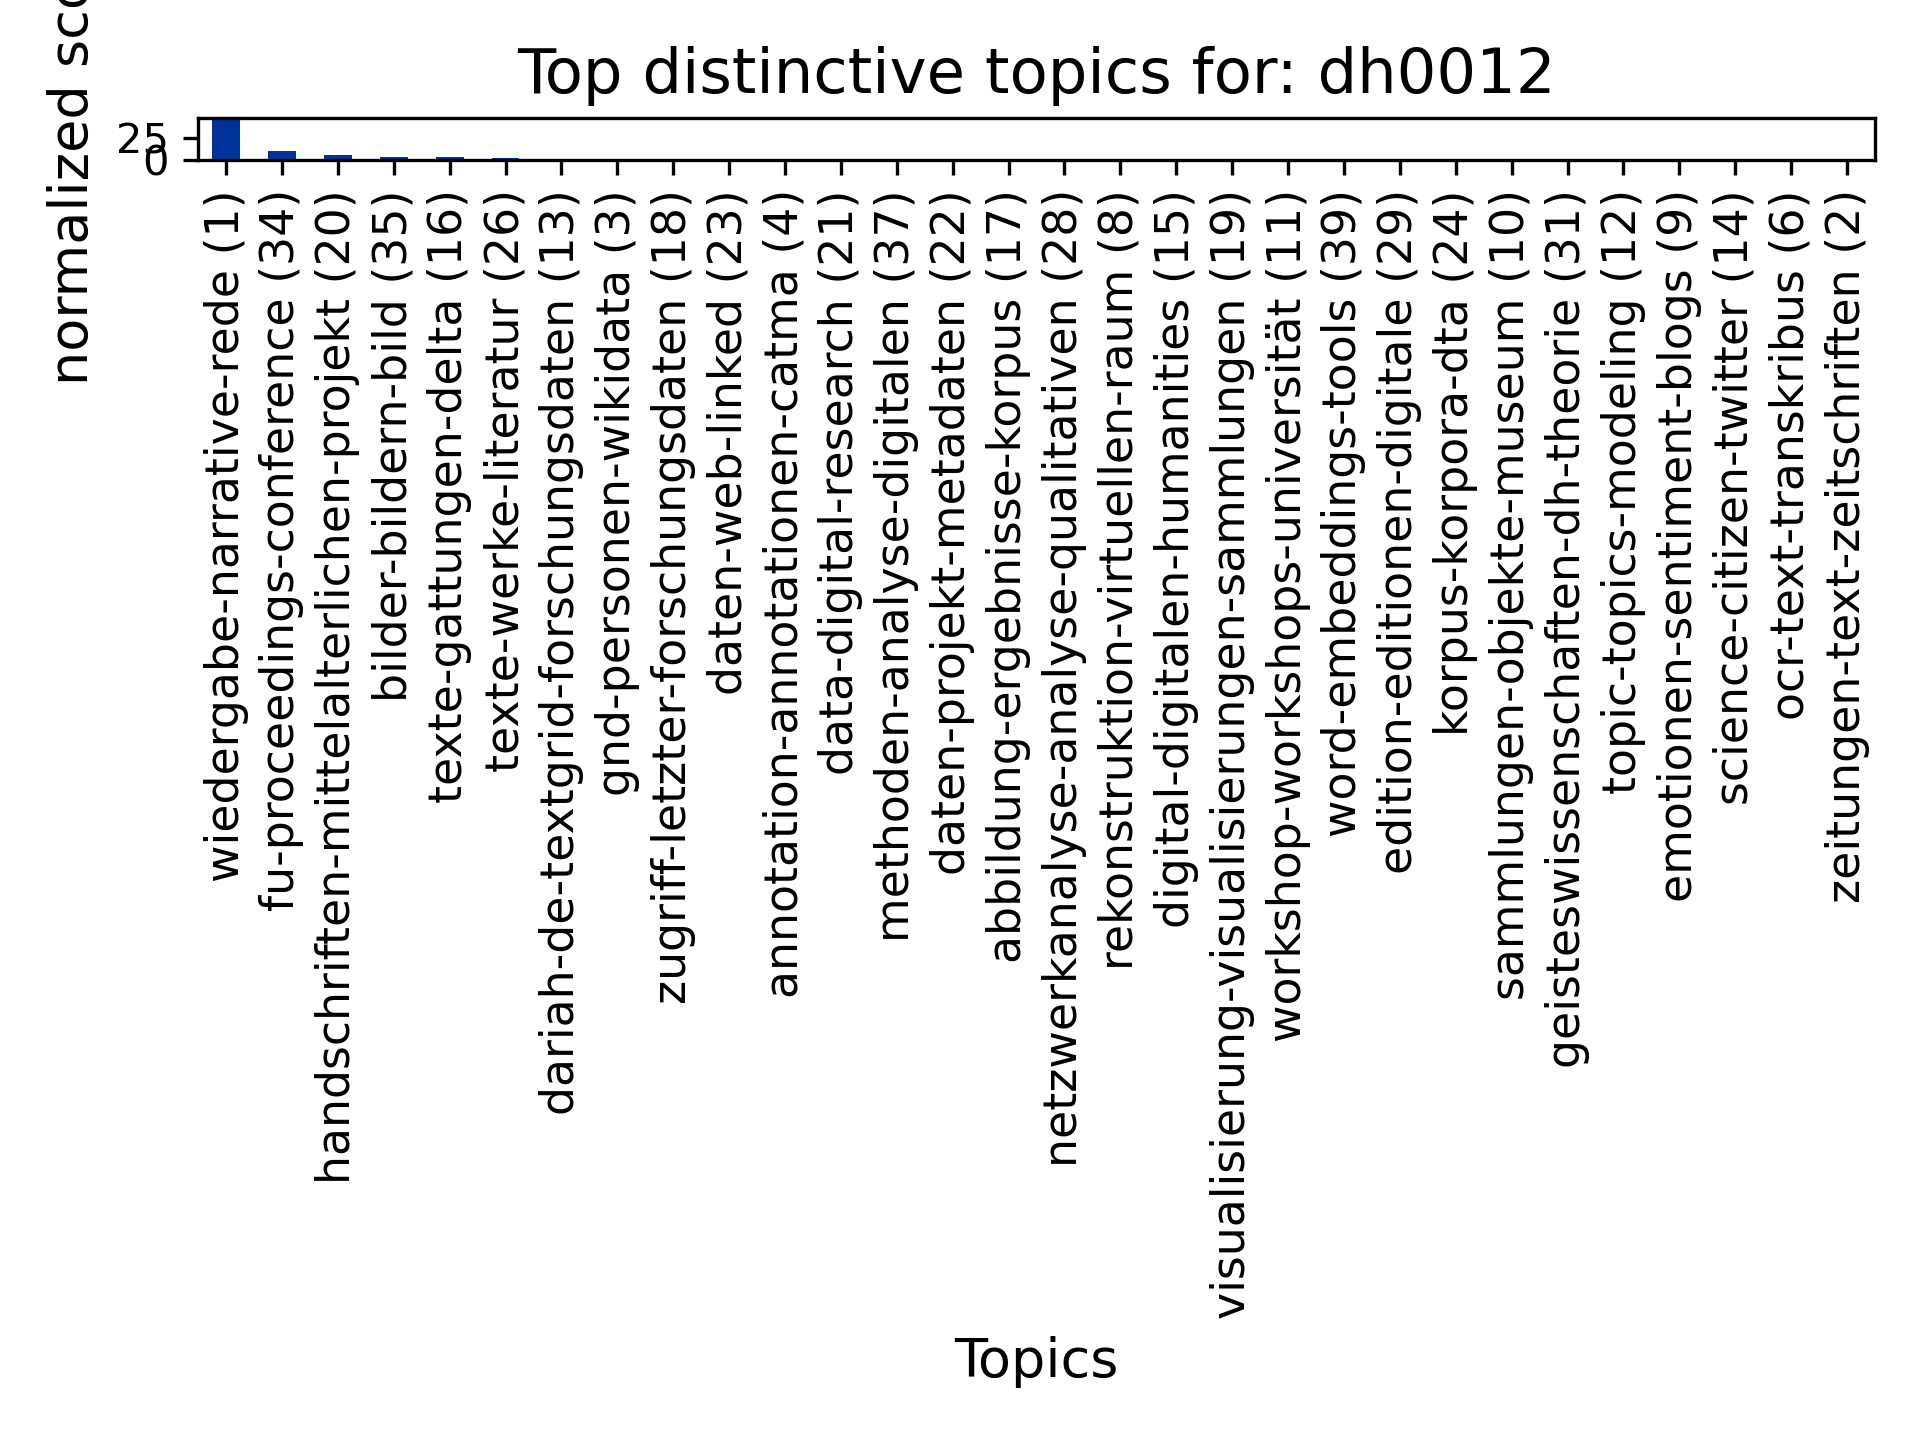 Top distinctive topics for: dh0012
normalized
25
0
wiedergabe-narrative-rede (1)
fu-proceedings-conference (34)
handschriften-mittelalterlichen-projekt (20)
bilder-bildern-bild (35)
texte-gattungen-delta (16)
texte-werke-literatur (26)
dariah-de-textgrid-forschungsdaten (13)
gnd-personen-wikidata (3)
zugriff-letzter-forschungsdaten (18)
daten-web-linked (23)
annotation-annotationen-catma (4)
data-digital-research (21)
methoden-analyse-digitalen (37)
daten-projekt-metadaten (22)
abbildung-ergebnisse-korpus (17)
netzwerkanalyse-analyse-qualitativen (28)
rekonstruktion-virtuellen-raum (8)
digital-digitalen-humanities (15)
visualisierung-visualisierungen-sammlungen (19)
workshop-workshops-universität (11)
word-embeddings-tools (39)
edition-editionen-digitale (29)
korpus-korpora-dta (24)
sammlungen-objekte-museum (10)
geisteswissenschaften-dh-theorie (31)
topic-topics-modeling (12)
emotionen-sentiment-blogs (9)
science-citizen-twitter (14)
ocr-text-transkribus (6)
zeitungen-text-zeitschriften (2)
Topics